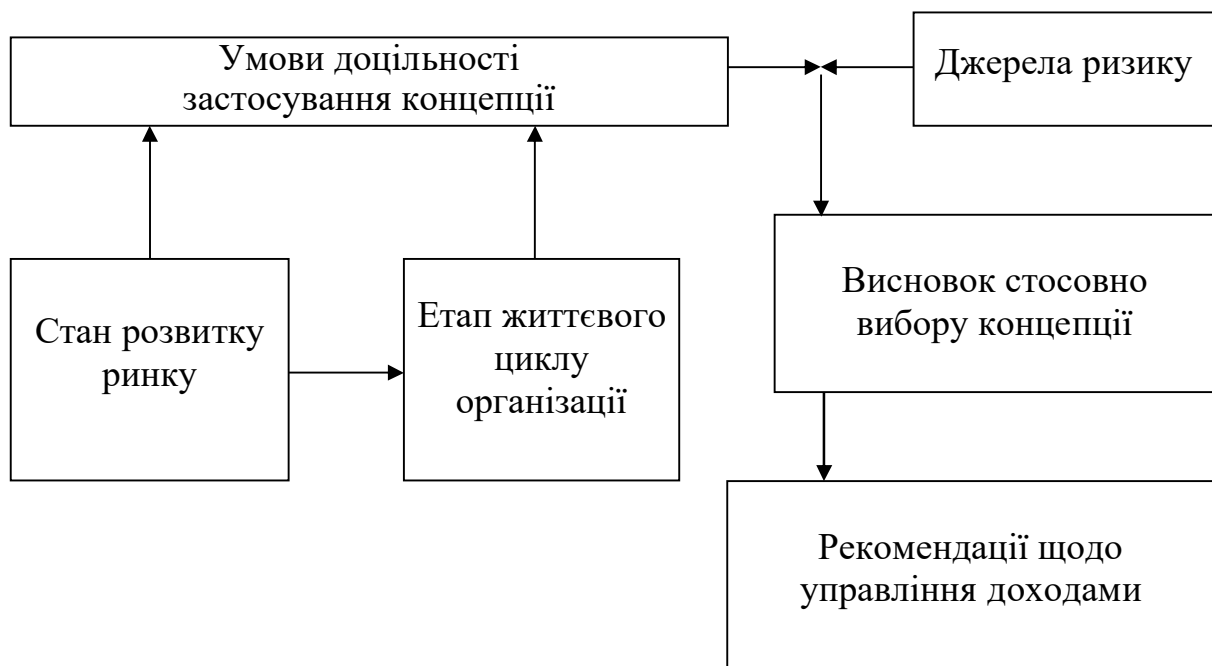 Умови доцільності
застосування концепції
Джерела ризику
Стан розвитку
ринку
Етап життєвого
циклу
організації
Висновок стосовно
вибору концепції
Рекомендації щодо
управління доходами